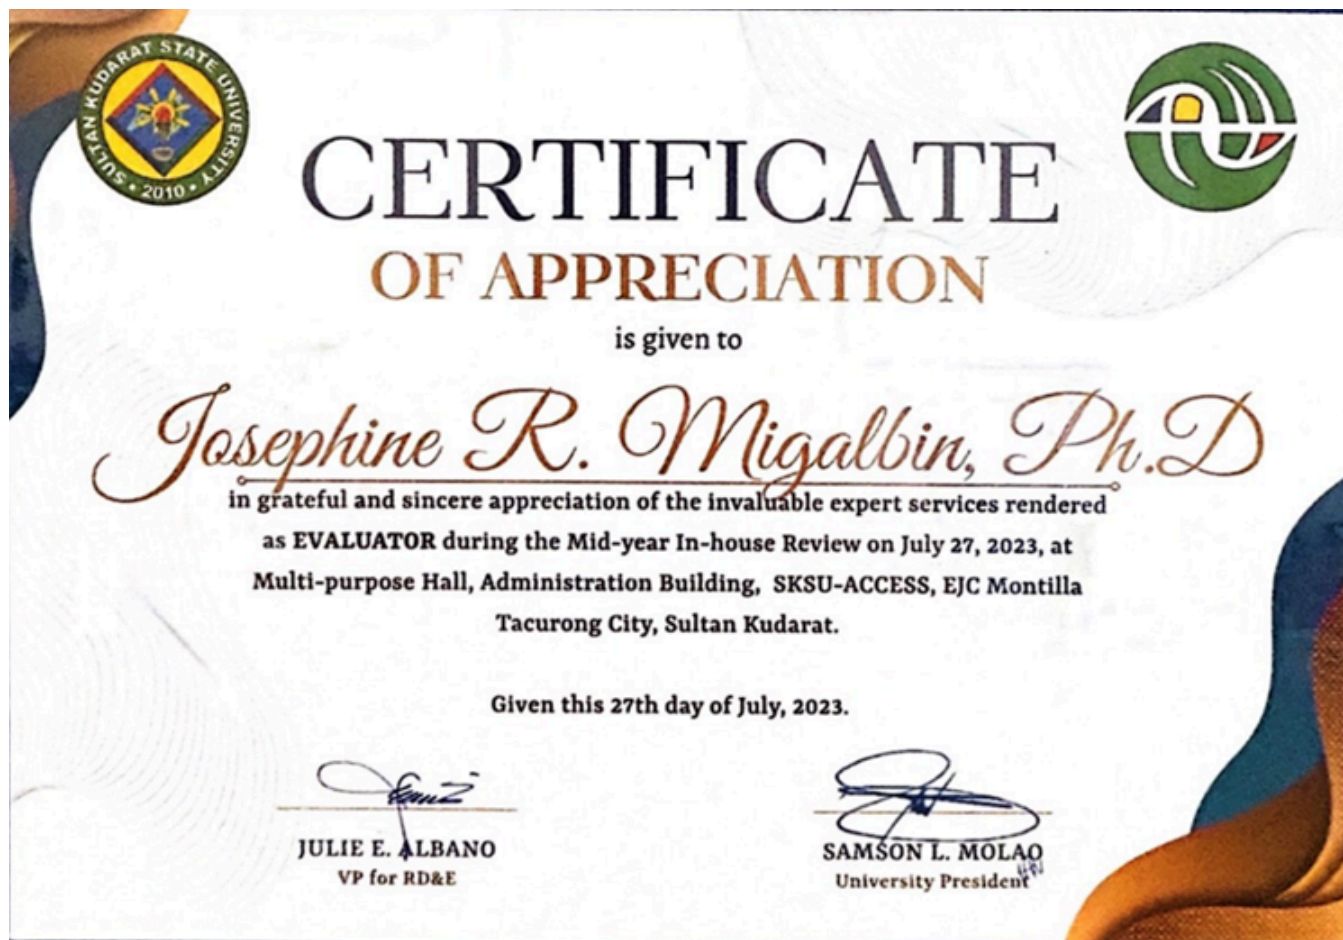 SULTAN KUDARAT STATE UNIVERSITY
2010
CERTIFICATE
OF APPRECIATION
is given to
Josephine R. Migalbin, Ph.D
in grateful and sincere appreciation of the invaluable expert services rendered
as EVALUATOR during the Mid-year In-house Review on July 27, 2023, at
Multi-purpose Hall, Administration Building, SKSU-ACCESS, EJC Montilla
Tacurong City, Sultan Kudarat.
Given this 27th day of July, 2023.
JULIE E. ALBANO
VP for RD&E
SAMSON L. MOLAO
University President